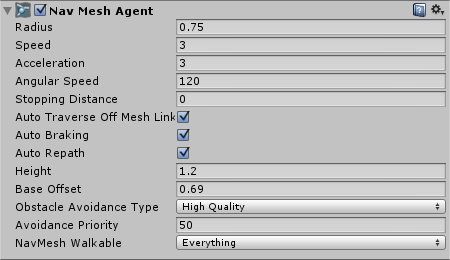 Nav Mesh Agent
Radius 0.75
Speed 3
Acceleration 3
Angular Speed 120
Stopping Distance 0
Auto Traverse Off Mesh Link
Auto Braking
Auto Repath
Height 1.2
Base Offset 0.69
Obstacle Avoidance Type High Quality
Avoidance Priority 50
NavMesh Walkable Everything